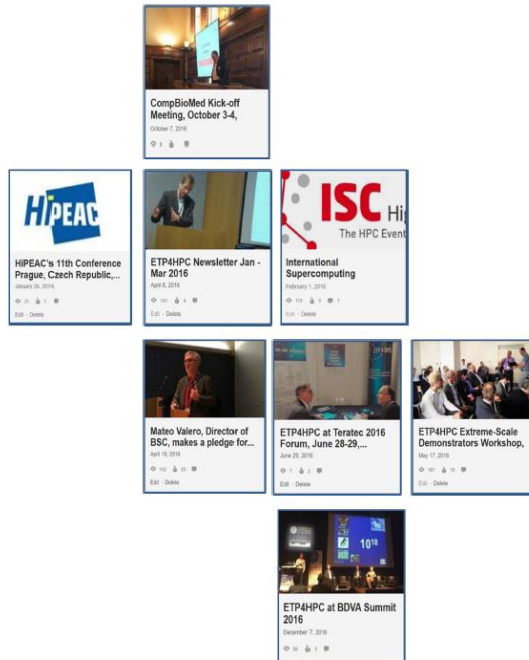 CompBioMed Kick-off
Meeting, October 3-4,
October 7, 2016
HiPEAC
HiPEAC's 11th Conference
Prague, Czech Republic,...
January 26, 2016
Edit - Delete
ETP4HPC Newsletter Jan -
Mar 2016
April 8, 2016
Edit - Delete
ISC Hi
The HPC Event
International
Supercomputing
February 1, 2016
Edit - Delete
Mateo Valero, Director of
BSC, makes a pledge for...
Edit - Delete
ETP4HPC at Teratec 2016
Forum, June 28-29,...
June 29, 2016
Edit - Delete
ETP4HPC Extreme-Scale
Demonstrators Workshop,
May 17, 2016
Edit - Delete
10¹⁸
ETP4HPC at BDVA Summit
2016
December 7, 2016